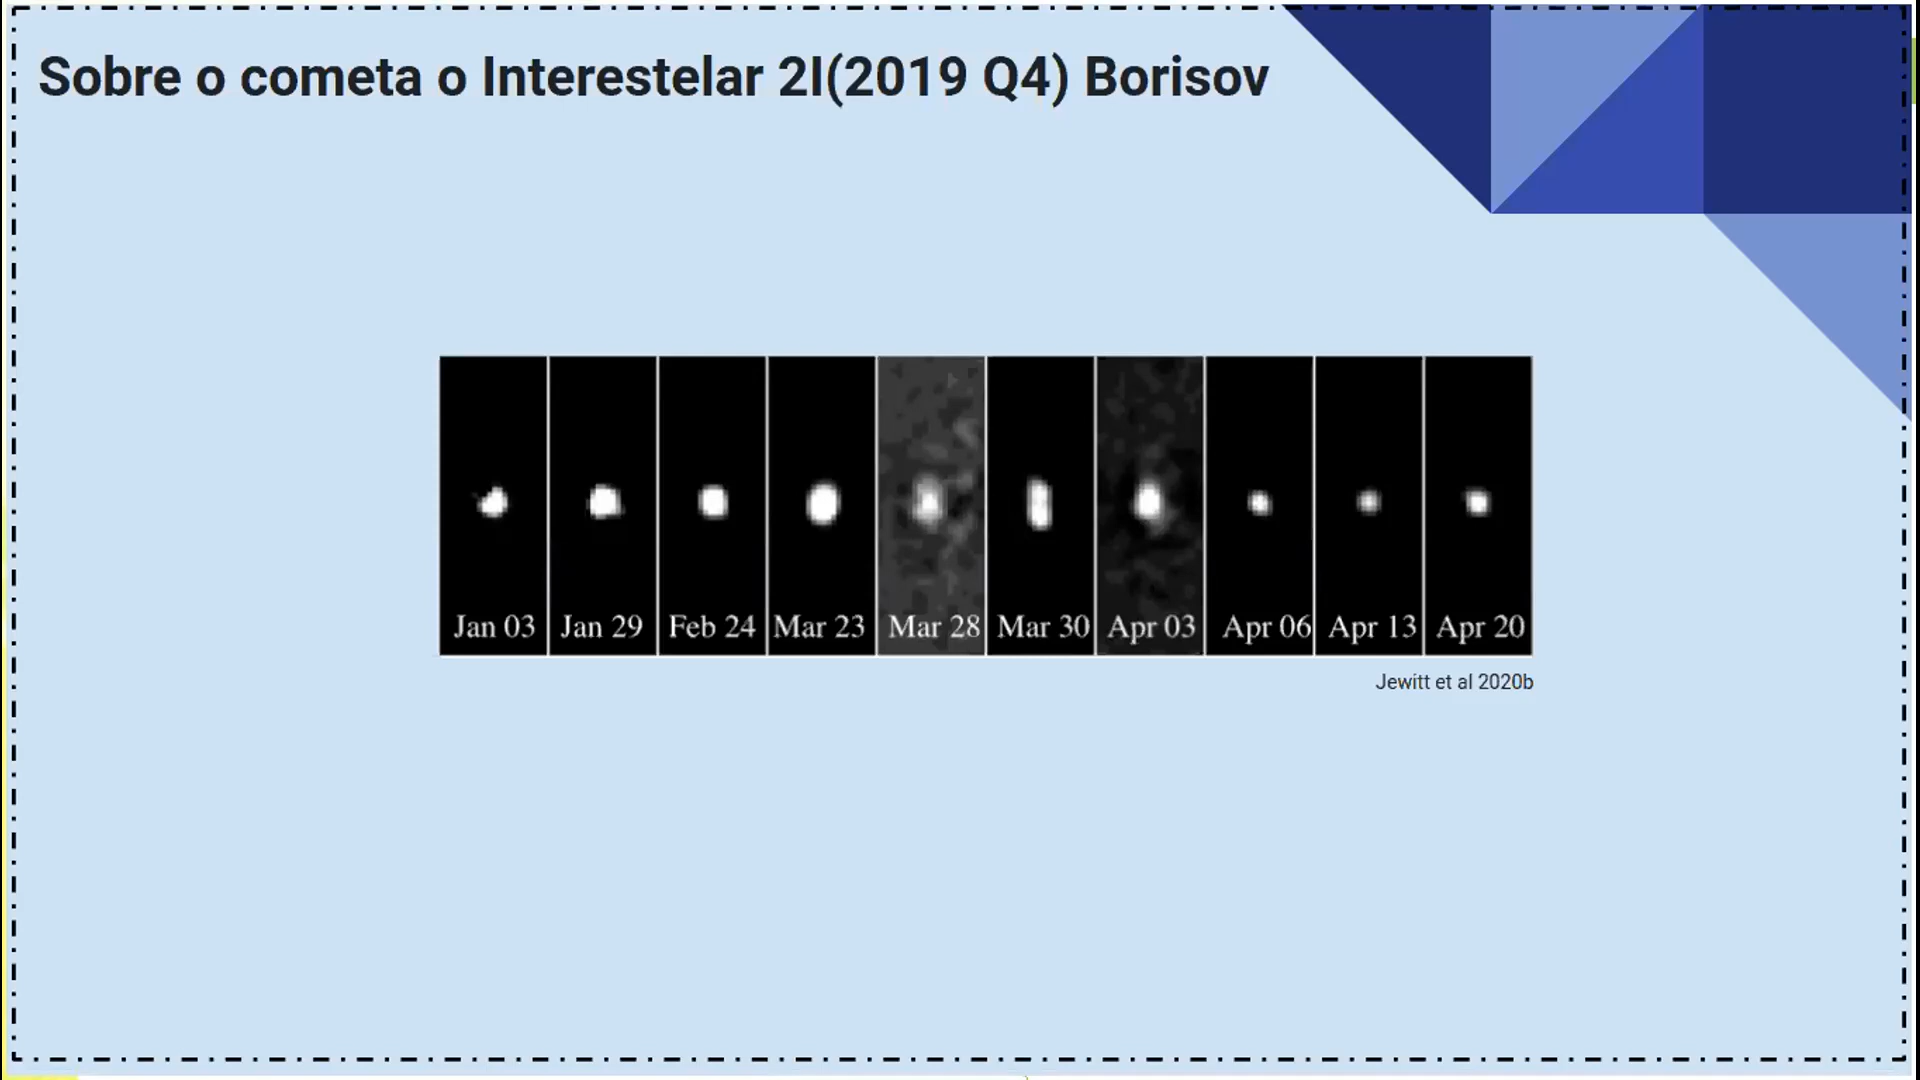 Sobre o cometa o Interestelar 2I(2019 Q4) Borisov
Jan 03 Jan 29 Feb 24 Mar 23 Mar 28 Mar 30 Apr 03 Apr 06 Apr 13 Apr 20
Jewitt et al 2020b